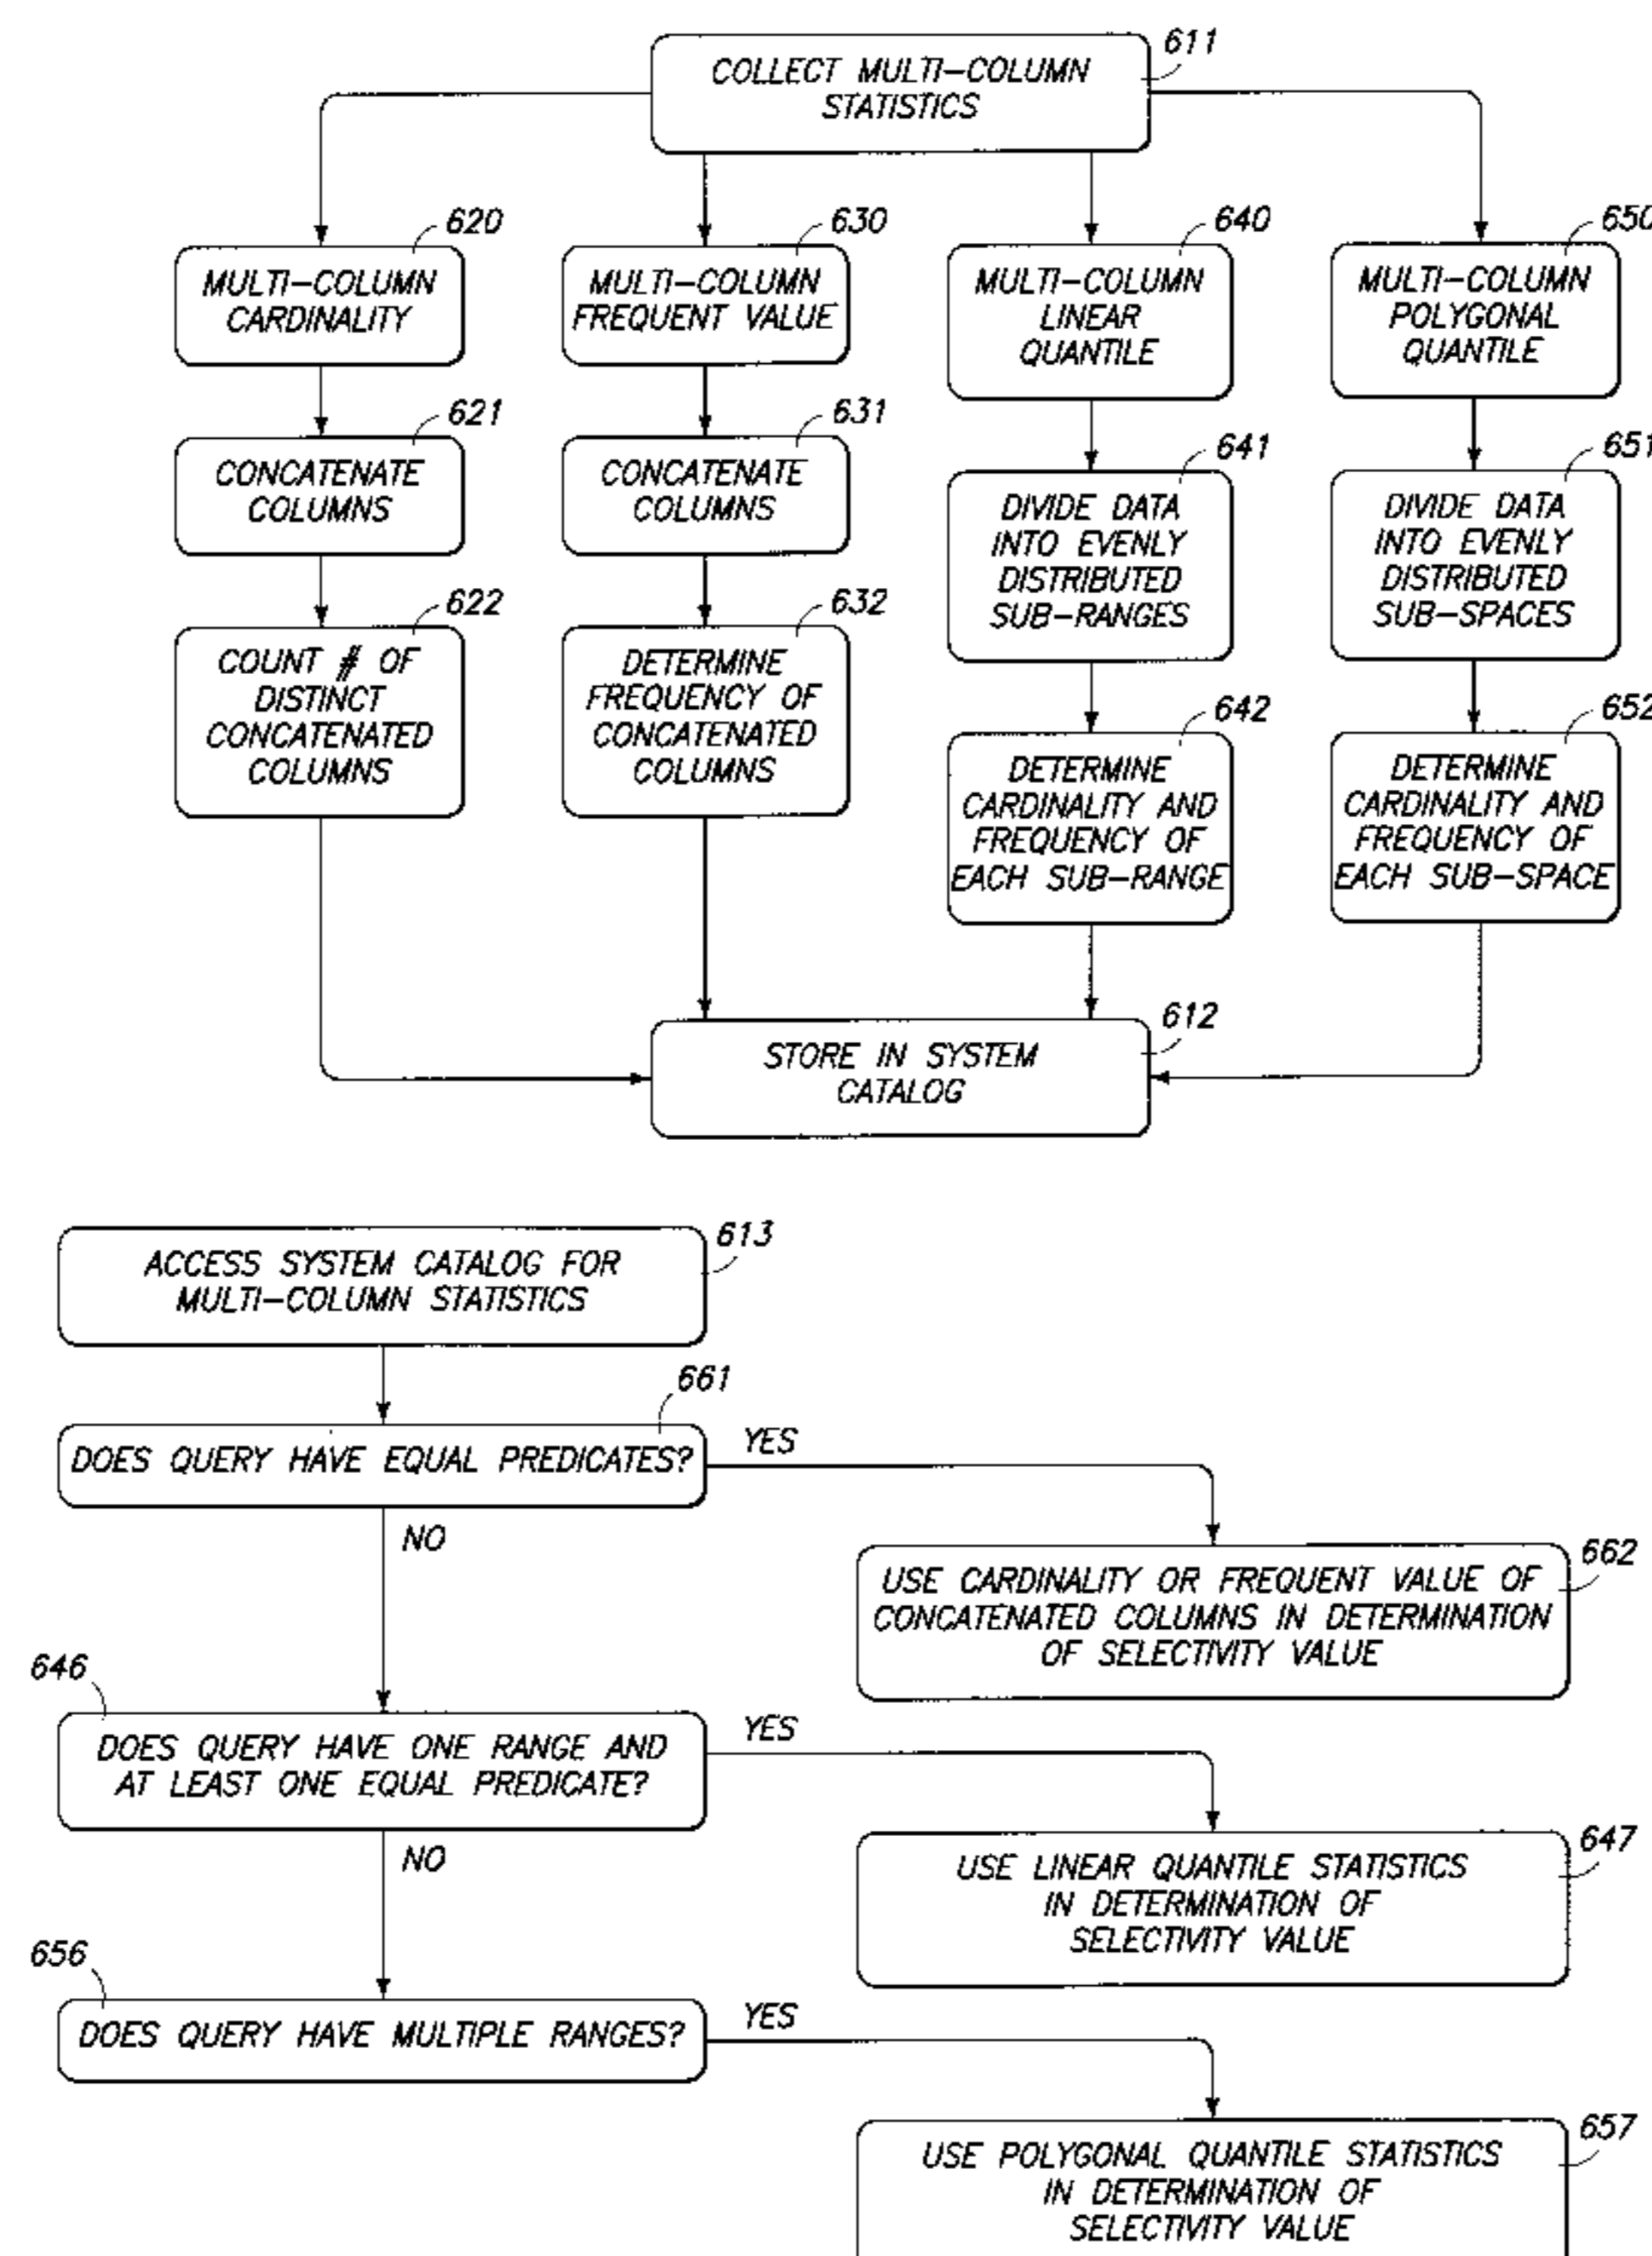 611
COLLECT MULTI-COLUMN
STATISTICS
620
MULTI-COLUMN
CARDINALITY
630
MULTI-COLUMN
FREQUENT VALUE
640
MULTI-COLUMN
LINEAR
QUANTILE
650
MULTI-COLUMN
POLYGONAL
QUANTILE
621
CONCATENATE
COLUMNS
631
CONCATENATE
COLUMNS
641
DIVIDE DATA
INTO EVENLY
DISTRIBUTED
SUB-RANGES
651
DIVIDE DATA
INTO EVENLY
DISTRIBUTED
SUB-SPACES
622
COUNT # OF
DISTINCT
CONCATENATED
COLUMNS
632
DETERMINE
FREQUENCY OF
CONCATENATED
COLUMNS
642
DETERMINE
CARDINALITY AND
FREQUENCY OF
EACH SUB-RANGE
652
DETERMINE
CARDINALITY AND
FREQUENCY OF
EACH SUB-SPACE
612
STORE IN SYSTEM
CATALOG
613
ACCESS SYSTEM CATALOG FOR
MULTI-COLUMN STATISTICS
661
DOES QUERY HAVE EQUAL PREDICATES?
YES
NO
662
USE CARDINALITY OR FREQUENT VALUE OF
CONCATENATED COLUMNS IN DETERMINATION
OF SELECTIVITY VALUE
646
DOES QUERY HAVE ONE RANGE AND
AT LEAST ONE EQUAL PREDICATE?
YES
NO
647
USE LINEAR QUANTILE STATISTICS
IN DETERMINATION OF
SELECTIVITY VALUE
656
DOES QUERY HAVE MULTIPLE RANGES?
YES
657
USE POLYGONAL QUANTILE STATISTICS
IN DETERMINATION OF
SELECTIVITY VALUE